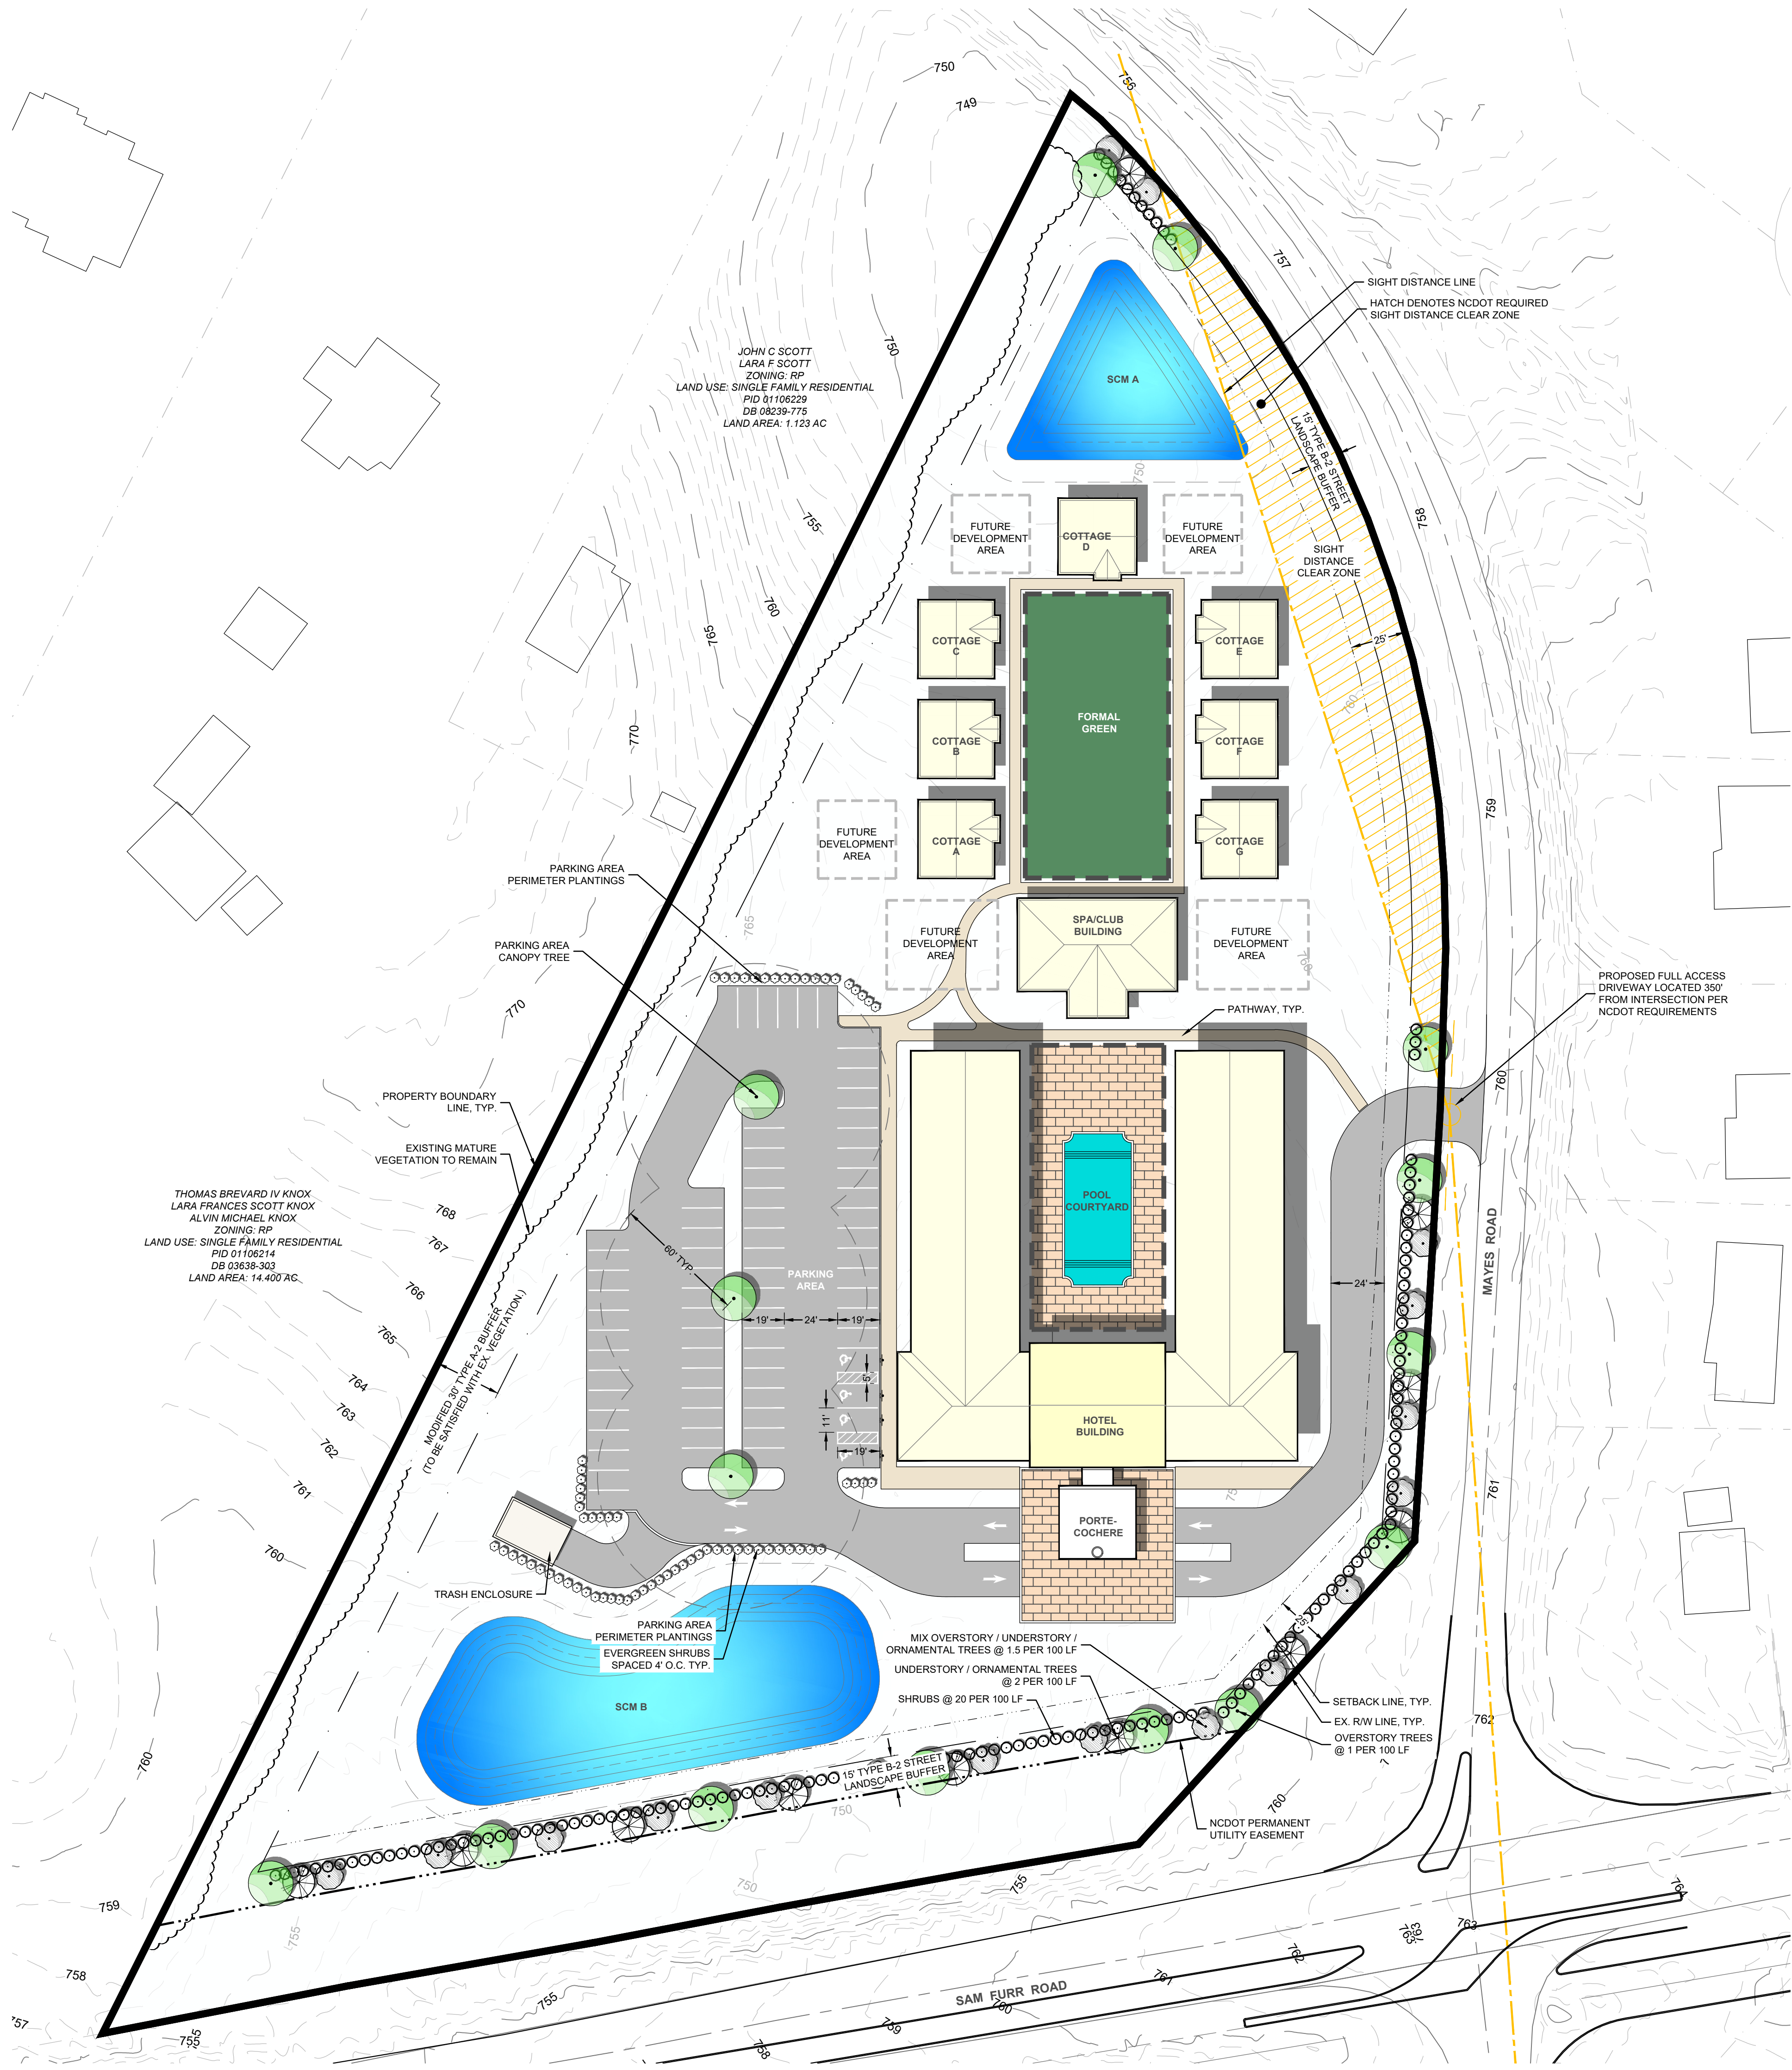 750
749
756
757
SIGHT DISTANCE LINE
HATCH DENOTES NCDOT REQUIRED
SIGHT DISTANCE CLEAR ZONE
750
JOHN C SCOTT
LARA F SCOTT
ZONING: RP
LAND USE: SINGLE FAMILY RESIDENTIAL
PID 01106229
DB 08239-775
LAND AREA: 1.123 AC
SCM A
15' TYPE B-2 STREET
LANDSCAPE BUFFER
750
755
758
FUTURE
DEVELOPMENT
AREA
COTTAGE
D
FUTURE
DEVELOPMENT
AREA
SIGHT
DISTANCE
CLEAR ZONE
760
765
COTTAGE
C
COTTAGE
E
25'
760
770
COTTAGE
B
FORMAL
GREEN
COTTAGE
F
759
FUTURE
DEVELOPMENT
AREA
COTTAGE
A
COTTAGE
G
PARKING AREA
PERIMETER PLANTINGS
765
FUTURE
DEVELOPMENT
AREA
SPA/CLUB
BUILDING
FUTURE
DEVELOPMENT
AREA
760
PARKING AREA
CANOPY TREE
PROPOSED FULL ACCESS
DRIVEWAY LOCATED 350'
FROM INTERSECTION PER
NCDOT REQUIREMENTS
770
PATHWAY, TYP.
760
PROPERTY BOUNDARY
LINE, TYP.
EXISTING MATURE
VEGETATION TO REMAIN
THOMAS BREVARD IV KNOX
LARA FRANCES SCOTT KNOX
ALVIN MICHAEL KNOX
ZONING: RP
LAND USE: SINGLE FAMILY RESIDENTIAL
PID 01106214
DB 03638-303
LAND AREA: 14.400 AC
768
767
766
765
764
763
762
761
760
760
POOL
COURTYARD
MAYES ROAD
60' TYP.
PARKING
AREA
24'
19'
24'
19'
5'
11'
19'
MODIFIED 30' TYPE A-2 BUFFER
(TO BE SATISFIED WITH EX. VEGETATION.)
HOTEL
BUILDING
761
PORTE-
COCHERE
TRASH ENCLOSURE
PARKING AREA
PERIMETER PLANTINGS
EVERGREEN SHRUBS
SPACED 4' O.C. TYP.
MIX OVERSTORY / UNDERSTORY /
ORNAMENTAL TREES @ 1.5 PER 100 LF
UNDERSTORY / ORNAMENTAL TREES
@ 2 PER 100 LF
SHRUBS @ 20 PER 100 LF
25'
SETBACK LINE, TYP.
EX. R/W LINE, TYP.
OVERSTORY TREES
@ 1 PER 100 LF
SCM B
762
15' TYPE B-2 STREET
LANDSCAPE BUFFER
750
760
NCDOT PERMANENT
UTILITY EASEMENT
750
755
764
759
755
763
763
762
758
761
755
SAM FURR ROAD
760
759
757
755
758